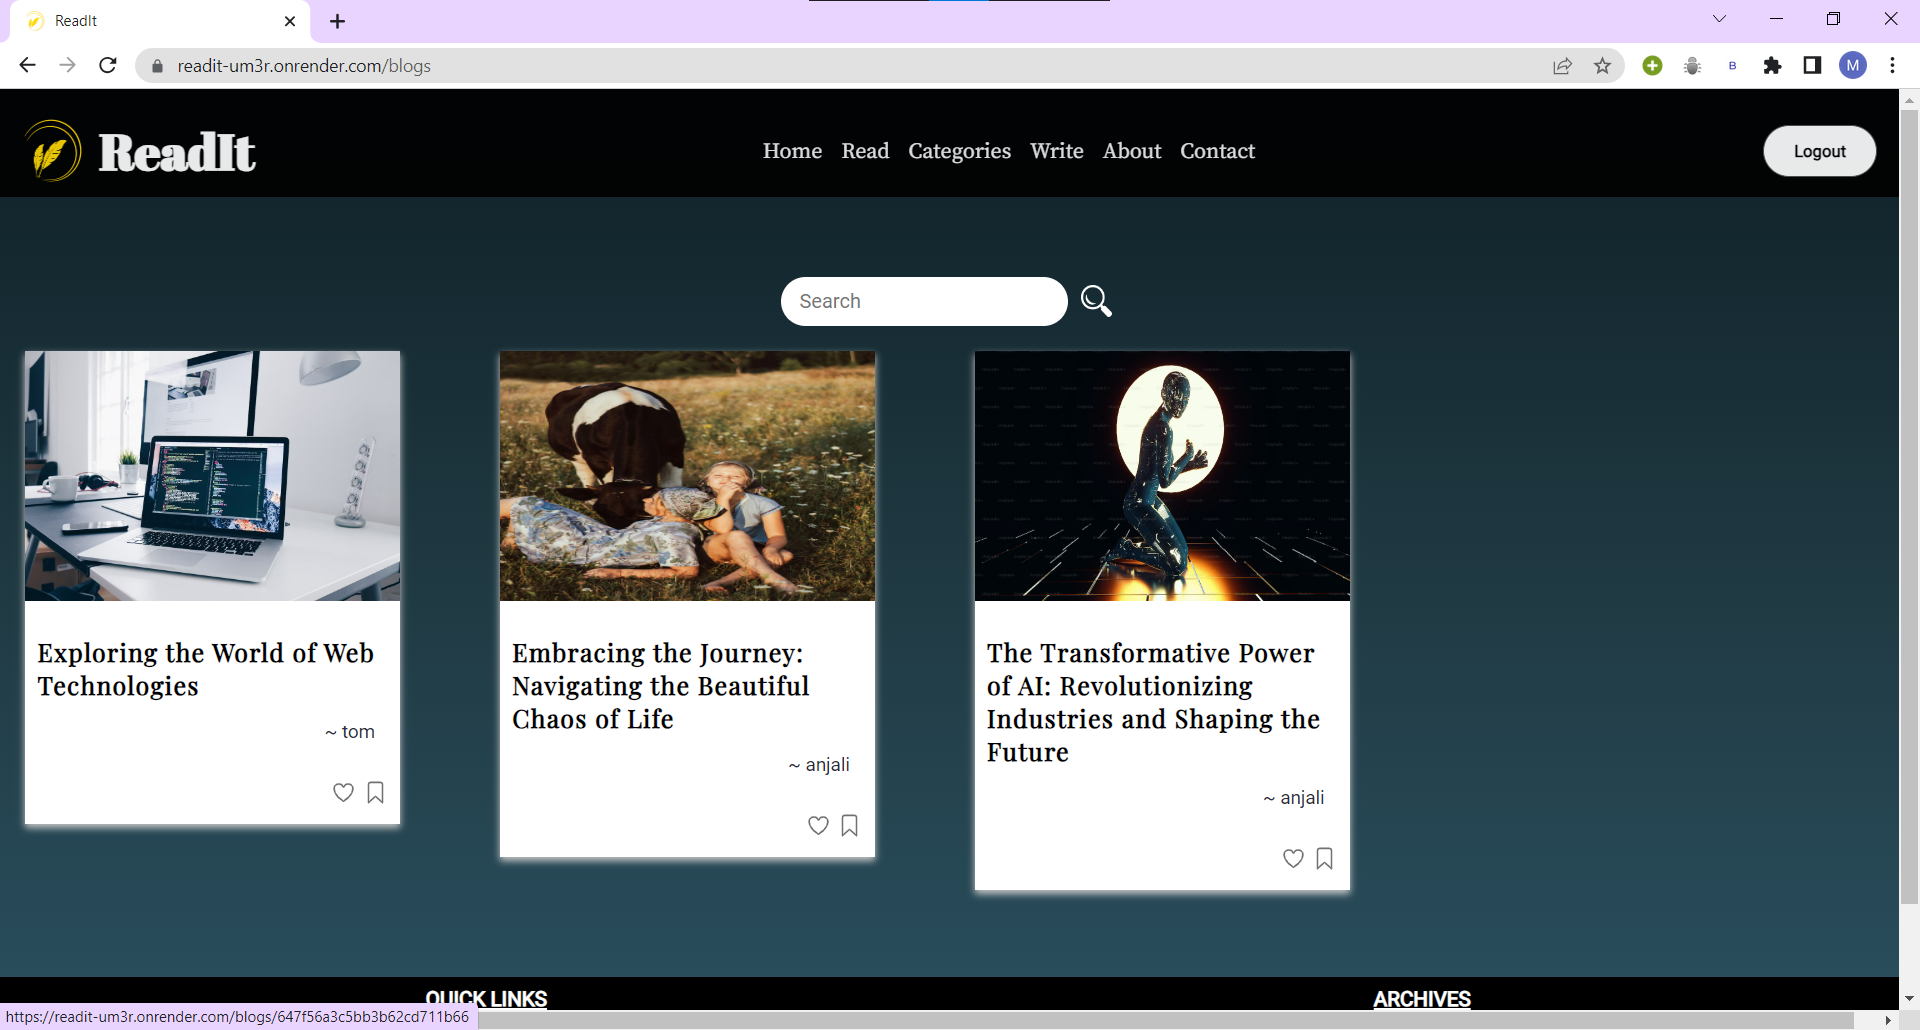 ReadIt
readit-um3r.onrender.com/blogs
B
M
ReadIt
Home Read Categories Write About Contact
Logout
Search
Exploring the World of Web
Technologies
~ tom
Embracing the Journey:
Navigating the Beautiful
Chaos of Life
~ anjali
The Transformative Power
of AI: Revolutionizing
Industries and Shaping the
Future
~ anjali
QUICK LINKS
ARCHIVES
https://readit-um3r.onrender.com/blogs/647f56a3c5bb3b62cd711b66